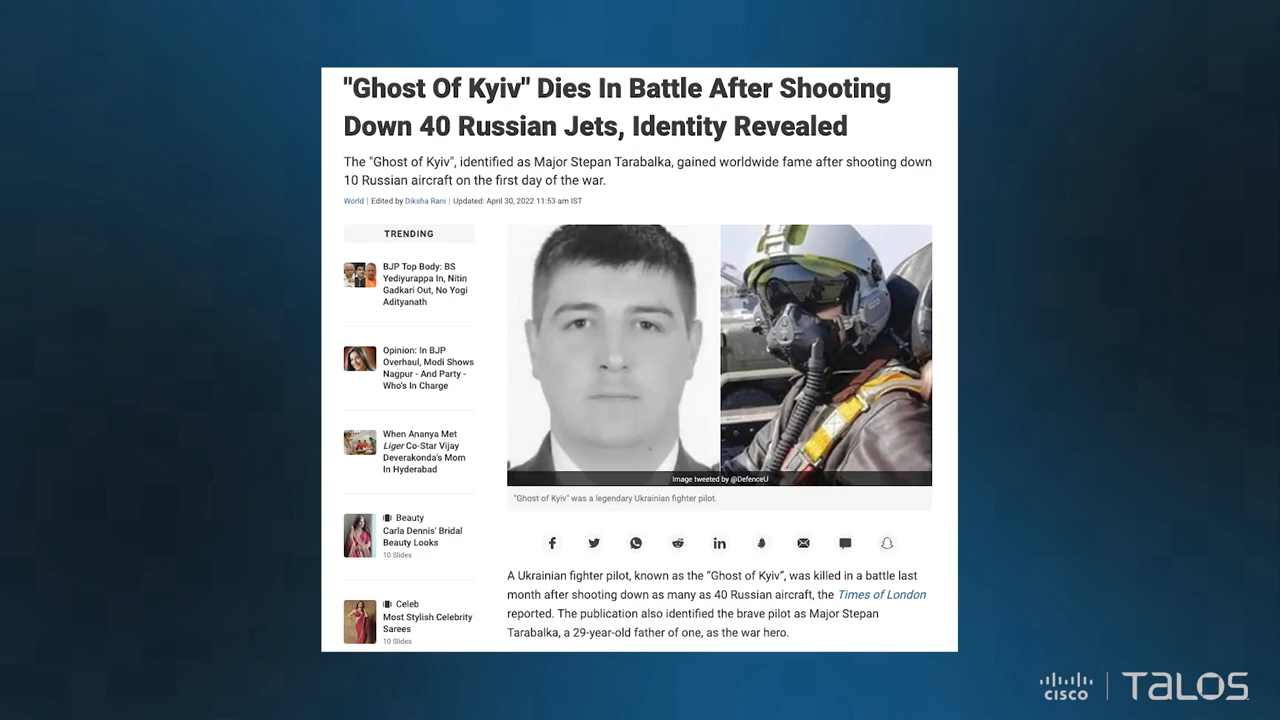 "Ghost Of Kyiv" Dies In Battle After Shooting
Down 40 Russian Jets, Identity Revealed
The "Ghost of Kyiv", identified as Major Stepan Tarabalka, gained worldwide fame after shooting down
10 Russian aircraft on the first day of the war.
World | Edited by Diksha Rani | Updated: April 30, 2022 11:53 am IST
TRENDING
BJP Top Body: BS
Yediyurappa In, Nitin
Gadkari Out, No Yogi
Adityanath
Opinion: In BJP
Overhaul, Modi Shows
Nagpur - And Party -
Who's In Charge
When Ananya Met
Liger Co-Star Vijay
Deverakonda's Mom
In Hyderabad
Beauty
Carla Dennis' Bridal
Beauty Looks
10 Slides
Celeb
Most Stylish Celebrity
Sarees
10 Slides
Image tweeted by @DefenceU
"Ghost of Kyiv" was a legendary Ukrainian fighter pilot.
A Ukrainian fighter pilot, known as the "Ghost of Kyiv", was killed in a battle last
month after shooting down as many as 40 Russian aircraft, the Times of London
reported. The publication also identified the brave pilot as Major Stepan
Tarabalka, a 29-year-old father of one, as the war hero.
CISCO TALOS